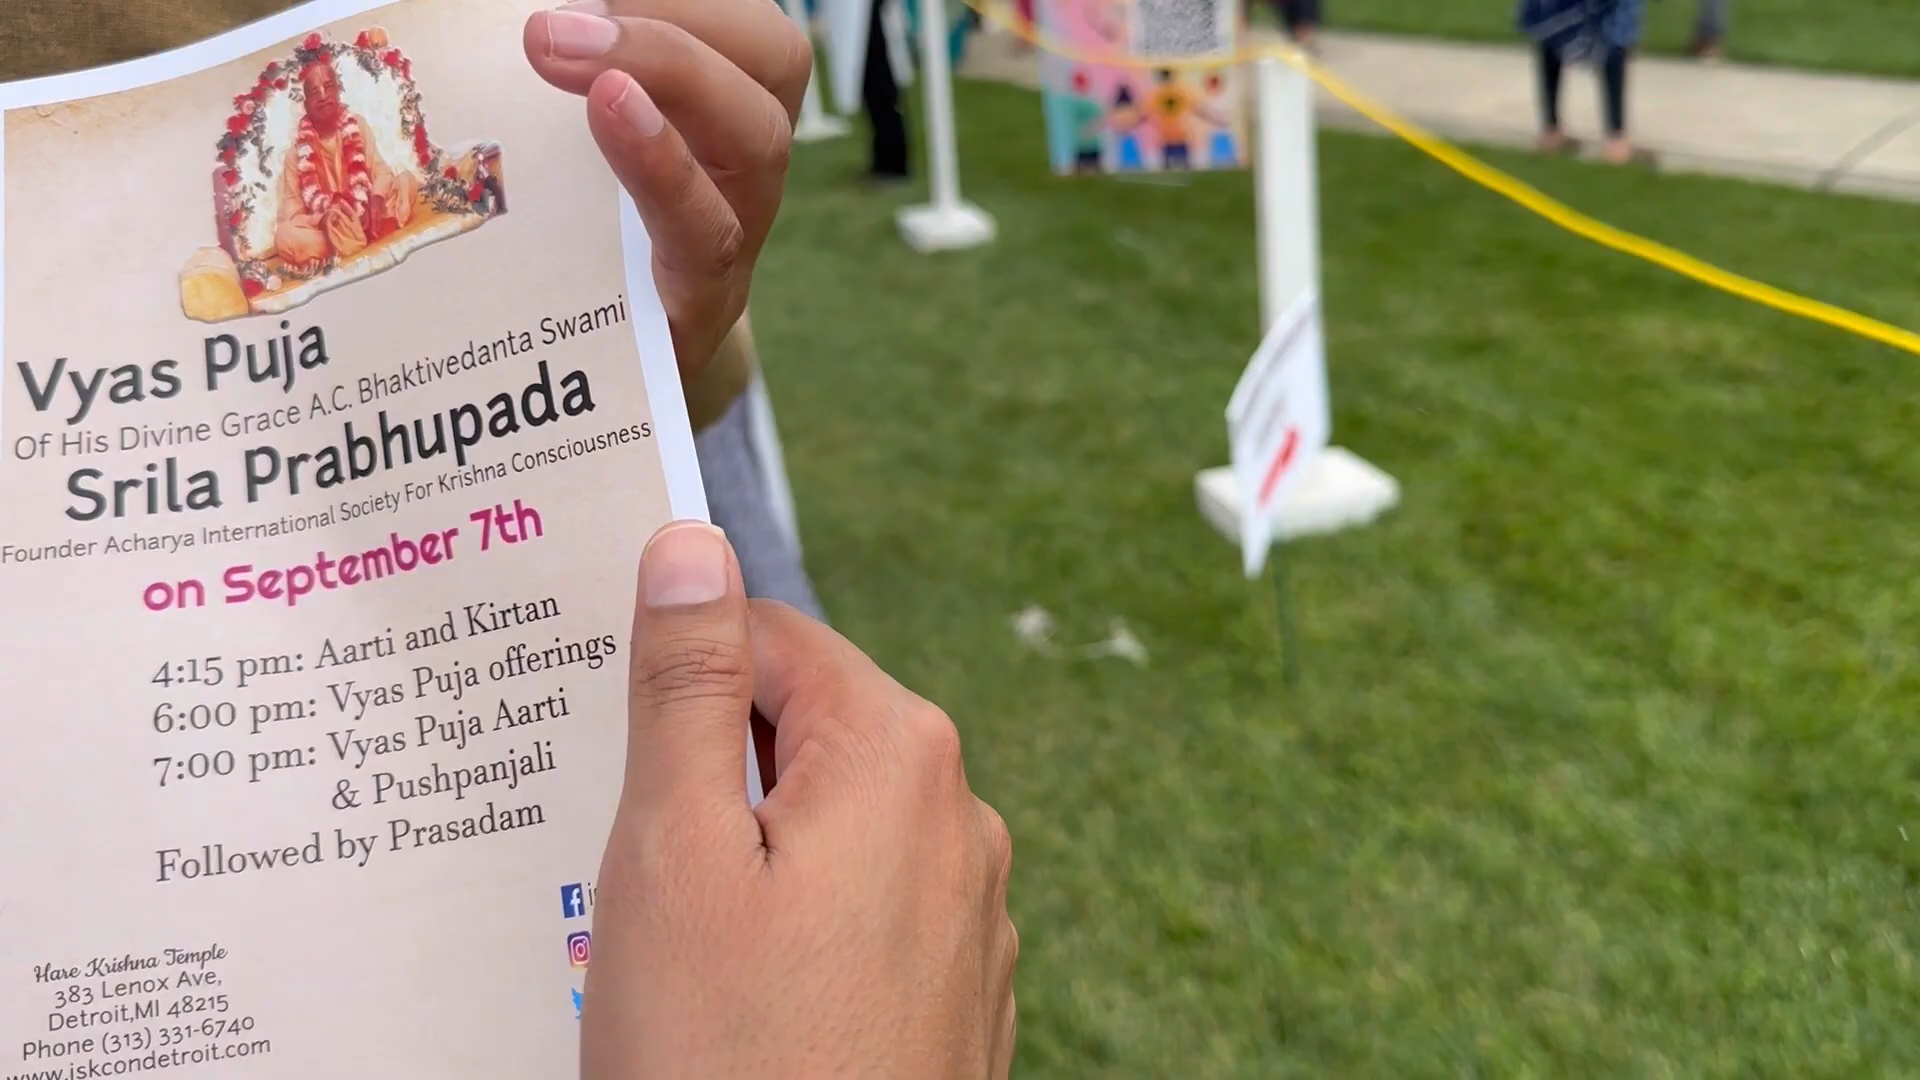 Vyas Puja
Of His Divine Grace A.C. Bhaktivedanta Swami
Srila Prabhupada
Founder Acharya International Society For Krishna Consciousness
on September 7th
4:15 pm: Aarti and Kirtan
6:00 pm: Vyas Puja offerings
7:00 pm: Vyas Puja Aarti
& Pushpanjali
Followed by Prasadam
Hare Krishna Temple
383 Lenox Ave,
Detroit,MI 48215
Phone (313) 331-6740
www.iskcondetroit.com